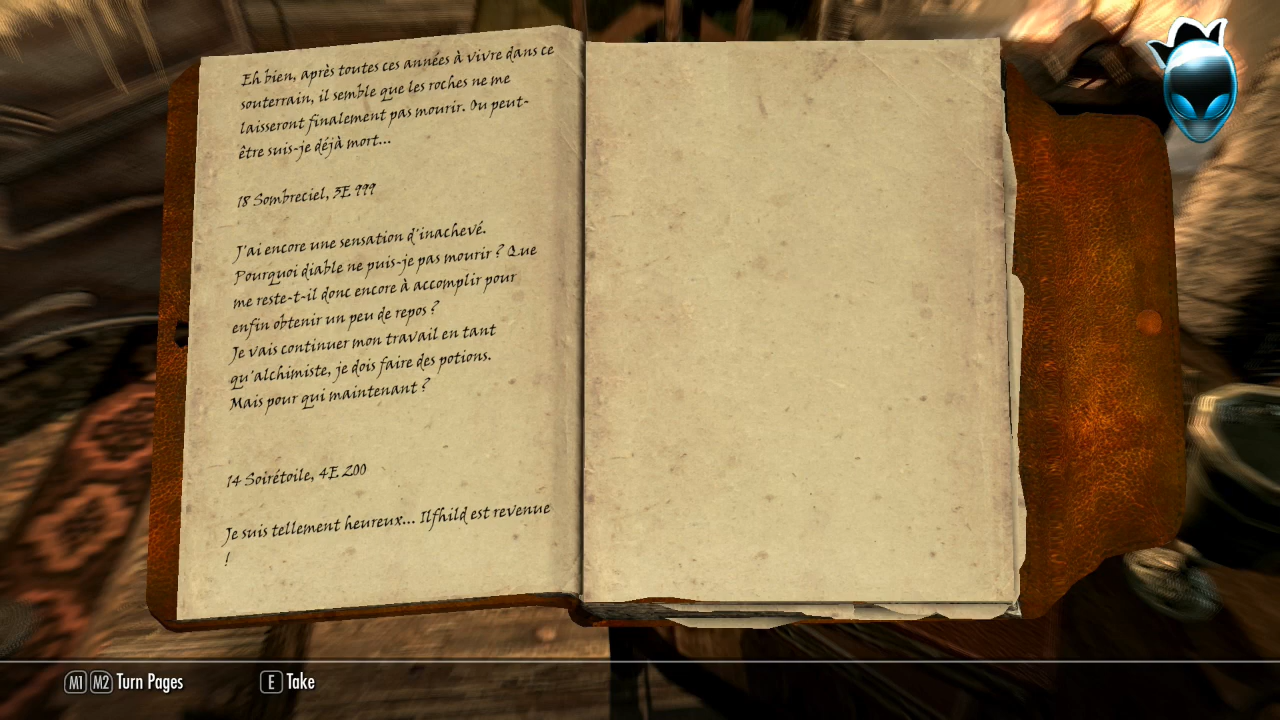 Eh bien, après toutes ces années à vivre dans ce
souterrain, il semble que les roches ne me
laisseront finalement pas mourir. Ou peut-
être suis-je déjà mort...
18 Sombreciel, 3E 999
J'ai encore une sensation d'inachevé.
Pourquoi diable ne puis-je pas mourir ? Que
me reste-t-il donc encore à accomplir pour
enfin obtenir un peu de repos ?
Je vais continuer mon travail en tant
qu'alchimiste, je dois faire des potions.
Mais pour qui maintenant ?
14 Soirétoile, 4E 200
Je suis tellement heureux... Ilfhild est revenue
!
M1 M2 Turn Pages
E Take